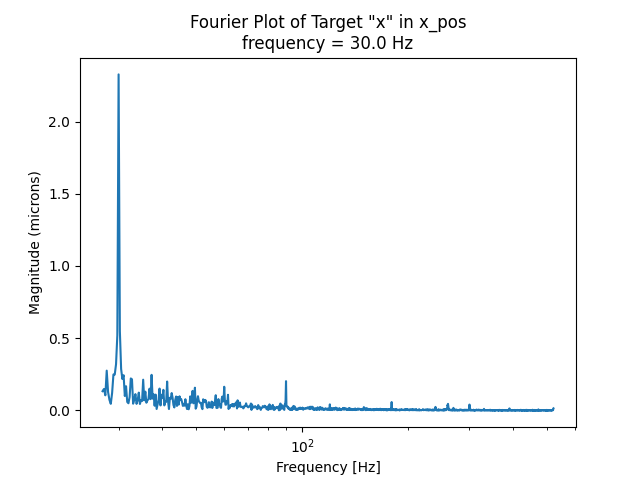 Fourier Plot of Target "x" in x_pos
frequency = 30.0 Hz
Magnitude (microns)
2.0
1.5
1.0
0.5
0.0
10²
Frequency [Hz]